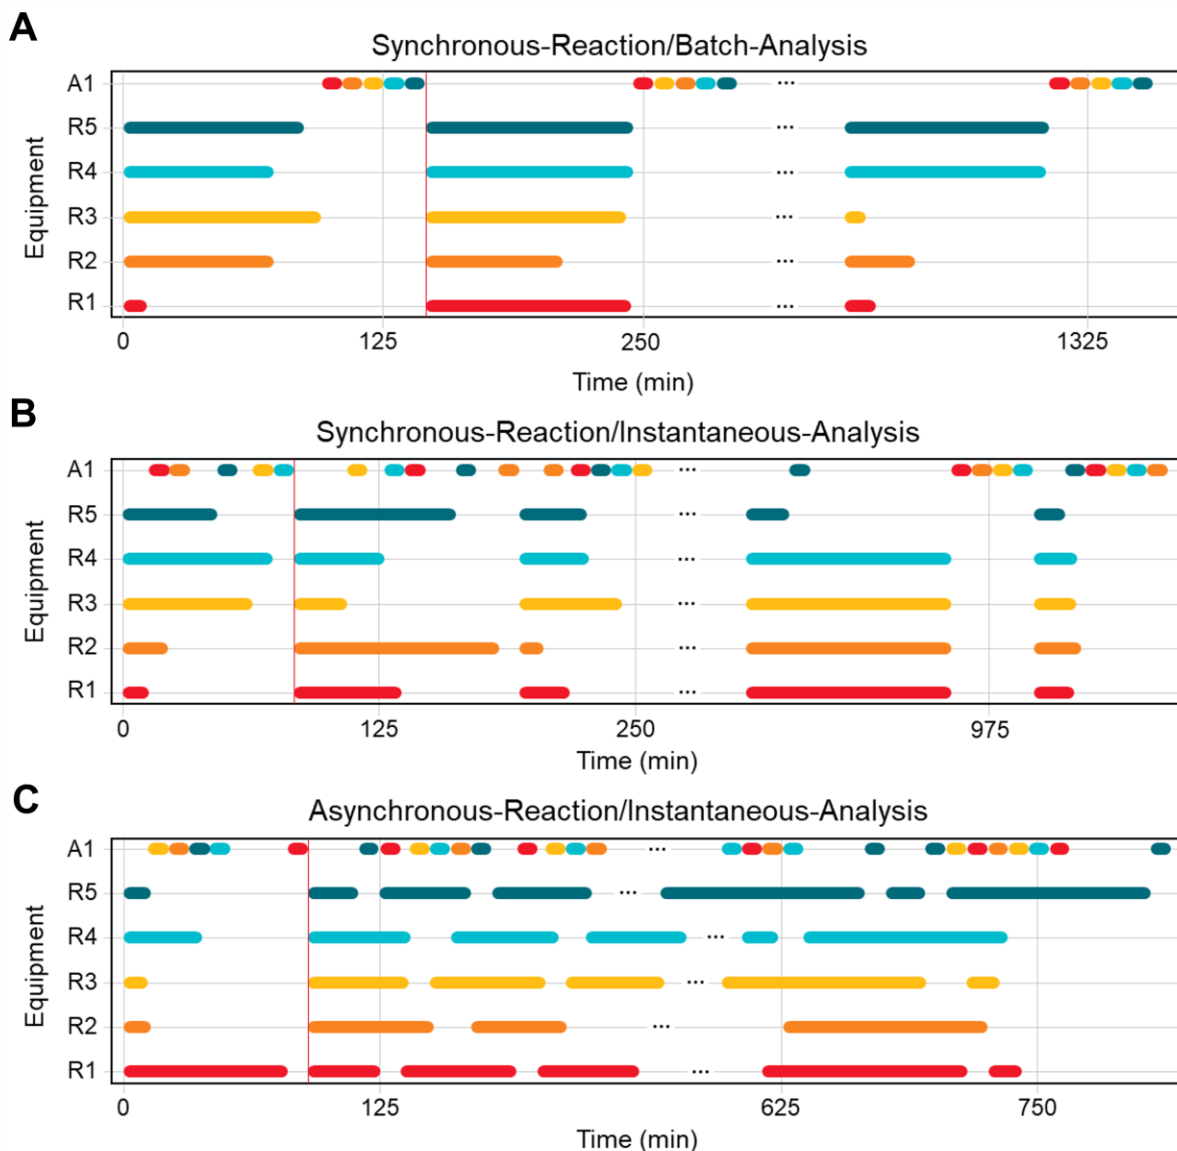 A
Synchronous-Reaction/Batch-Analysis
A1
R5
R4
R3
R2
R1
Equipment
...
...
...
...
...
...
0 125 250 1325
Time (min)
B
Synchronous-Reaction/Instantaneous-Analysis
A1
R5
R4
R3
R2
R1
Equipment
...
...
...
...
...
...
0 125 250 975
Time (min)
C
Asynchronous-Reaction/Instantaneous-Analysis
A1
R5
R4
R3
R2
R1
Equipment
...
...
...
...
...
...
0 125 625 750
Time (min)